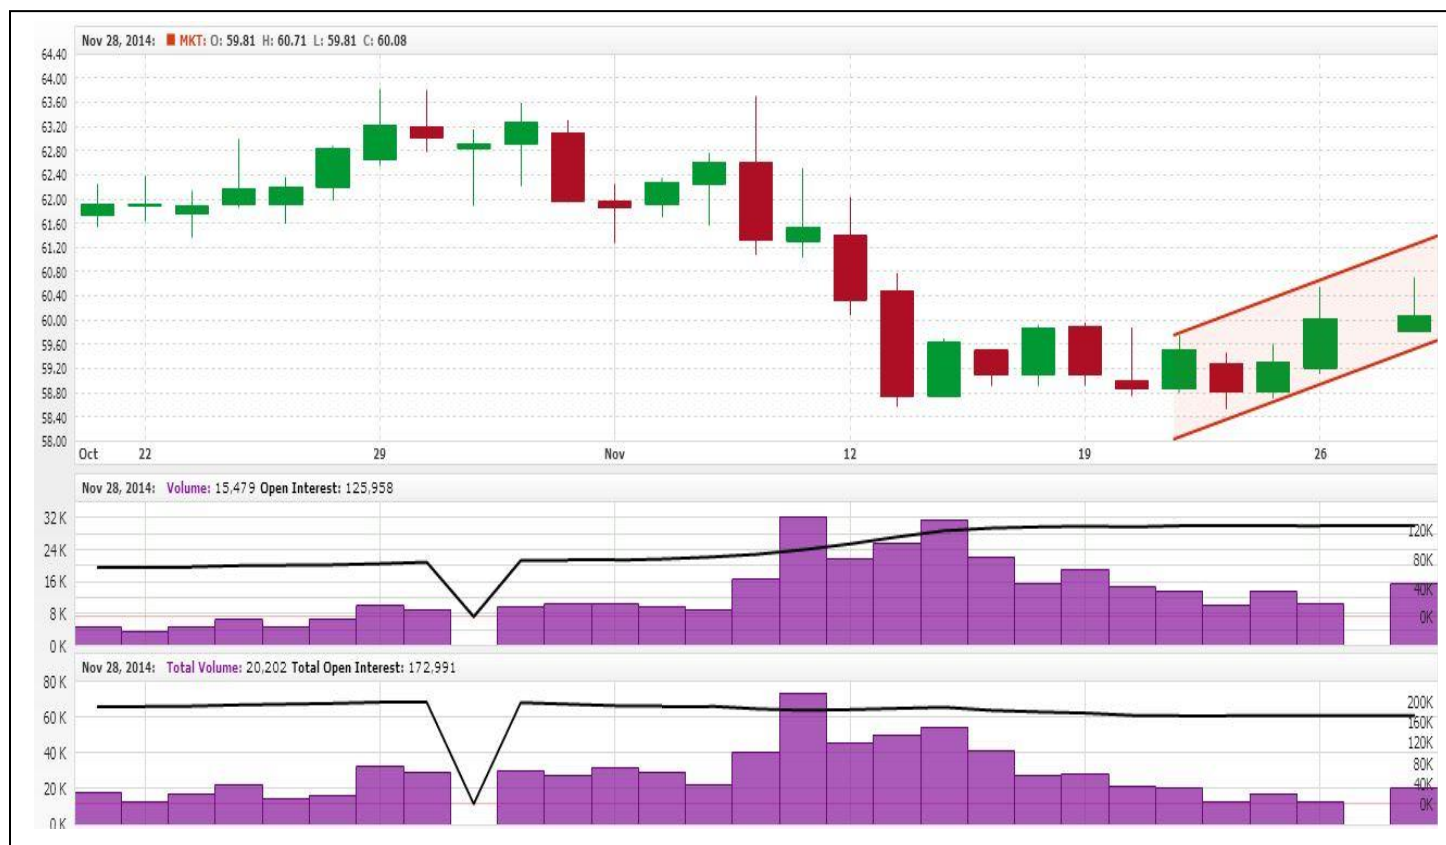 Nov 28, 2014: MKT: O: 59.81 H: 60.71 L: 59.81 C: 60.08
64.40
64.00
63.60
63.20
62.80
62.40
62.00
61.60
61.20
60.80
60.40
60.00
59.60
59.20
58.80
58.40
58.00
Oct 22 29 Nov 12 19 26
Nov 28, 2014: Volume: 15,479 Open Interest: 125,958
32 K
24 K
16 K
8 K
0 K
120K
80K
40K
0K
Nov 28, 2014: Total Volume: 20,202 Total Open Interest: 172,991
80 K
60 K
40 K
20 K
0 K
200K
160K
120K
80K
40K
0K